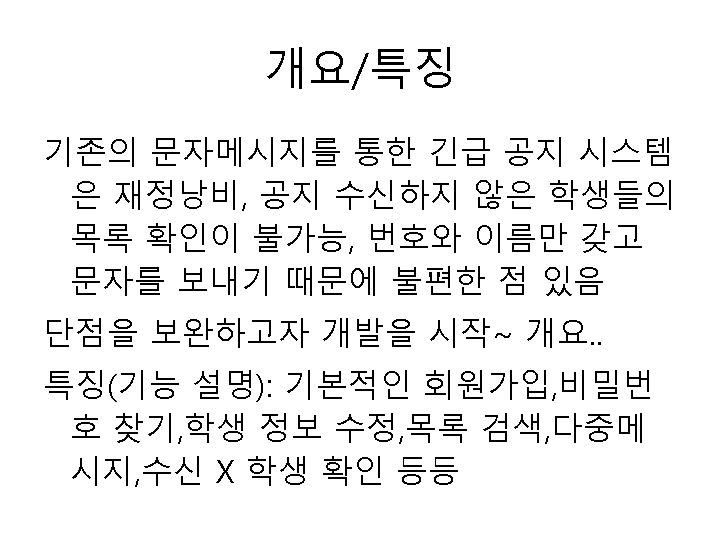 개요/특징
기존의 문자메시지를 통한 긴급 공지 시스템
은 재정낭비, 공지 수신하지 않은 학생들의
목록 확인이 불가능, 번호와 이름만 갖고
문자를 보내기 때문에 불편한 점 있음
단점을 보완하고자 개발을 시작~ 개요..
특징(기능 설명): 기본적인 회원가입,비밀번
호 찾기,학생 정보 수정,목록 검색,다중메
시지,수신 X 학생 확인 등등